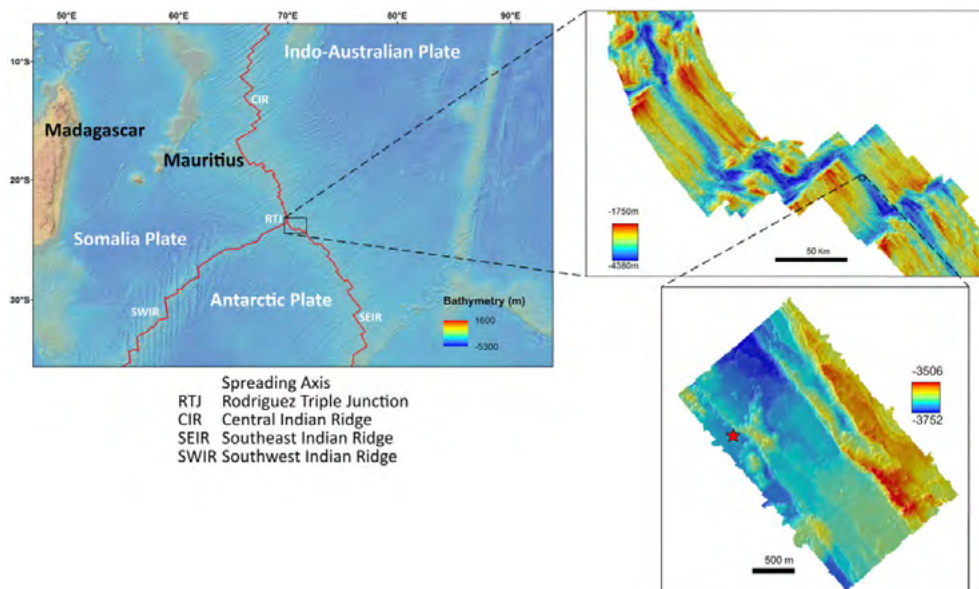 50°E 60°E 70°E 80°E 90°E
10°S
20°S
30°S
Indo-Australian Plate
CIR
Madagascar
Mauritius
RTJ
Somalia Plate
Antarctic Plate
SWIR
SEIR
Bathymetry (m)
1600
-5300
Spreading Axis
RTJ Rodriguez Triple Junction
CIR Central Indian Ridge
SEIR Southeast Indian Ridge
SWIR Southwest Indian Ridge
-1750m
-4380m
50 Km
-3506
-3752
500 m